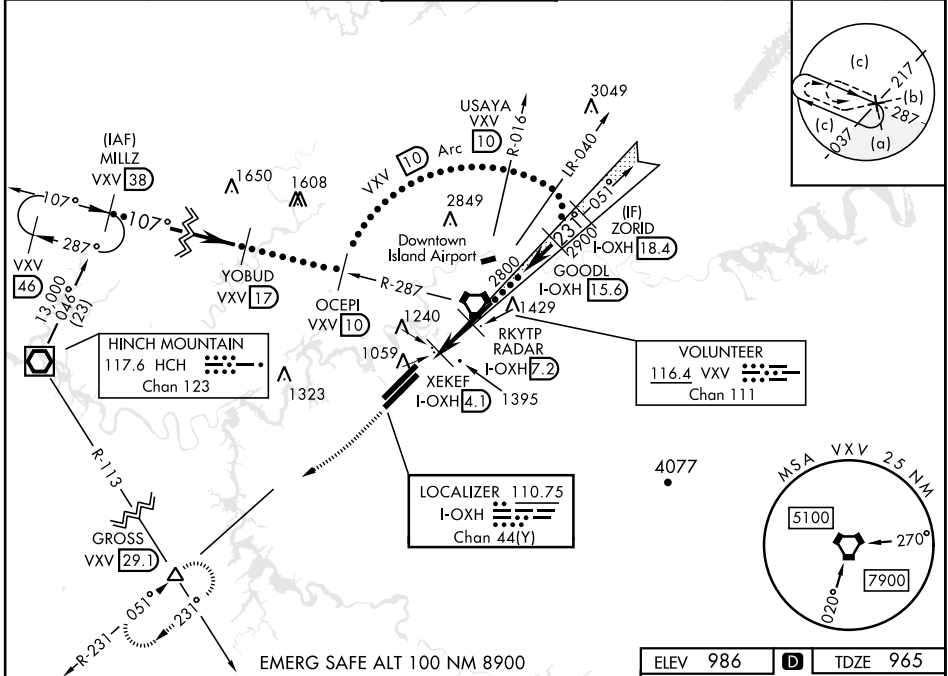 (c)
217
(b)
287
(c)
(a)
037
3049
USAYA
VXV 10
R-016
LR-040
VXV 10 Arc
(IAF)
MILLZ
VXV 38
1650
1608
2849
107°
107°
287°
VXV
46
YOBUD
VXV 17
Downtown
Island Airport
R-287
OCEPI
VXV 10
2800
231°
2900
051°
(IF)
ZORID
I-OXH 18.4
GOODL
I-OXH 15.6
1429
RKYTP
RADAR
I-OXH 7.2
1240
1059
XEKEF
I-OXH 4.1
1395
13,000
046°
(23)
HINCH MOUNTAIN
117.6 HCH
Chan 123
1323
VOLUNTEER
116.4 VXV
Chan 111
LOCALIZER 110.75
I-OXH
Chan 44(Y)
4077
R-113
GROSS
VXV 29.1
051°
231°
R-231
MSA VXV 25 NM
5100
270°
7900
020°
EMERG SAFE ALT 100 NM 8900
ELEV 986 D TDZE 965